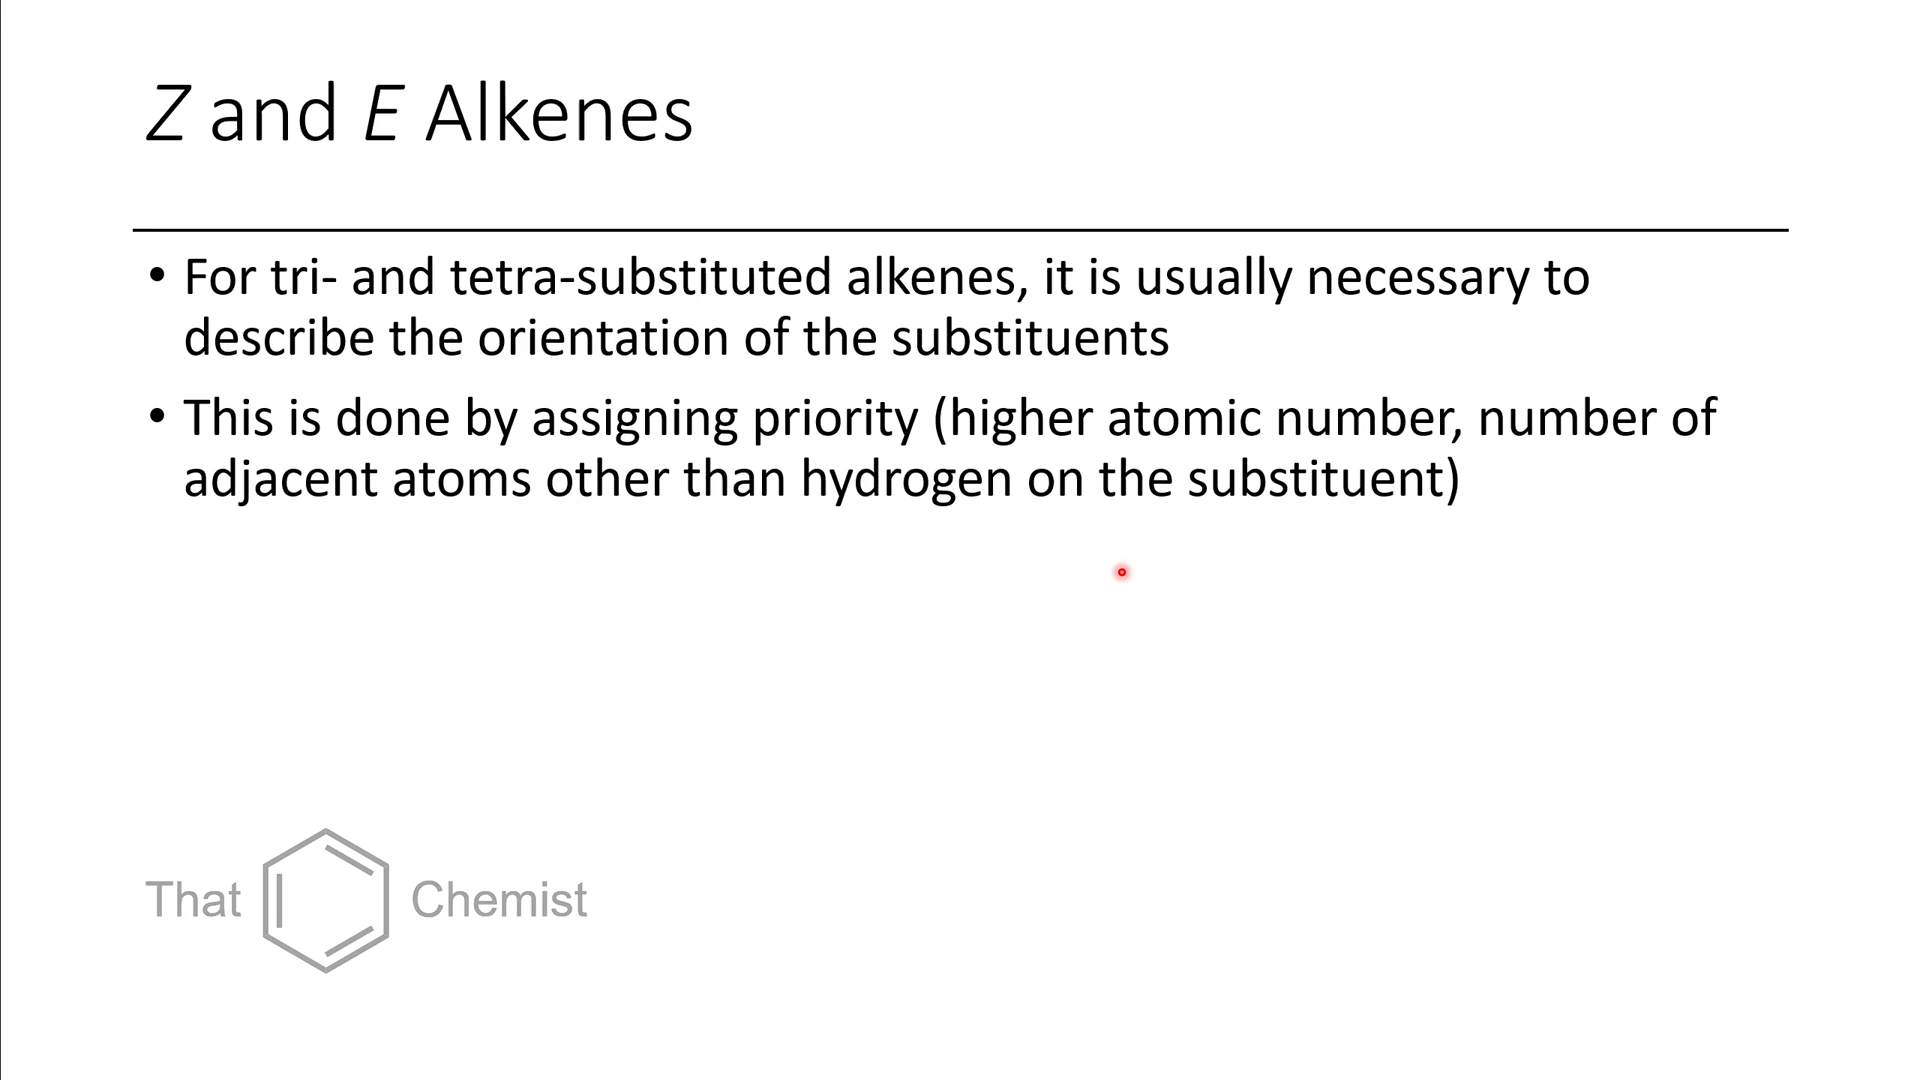 Z and E Alkenes
• For tri- and tetra-substituted alkenes, it is usually necessary to
describe the orientation of the substituents
• This is done by assigning priority (higher atomic number, number of
adjacent atoms other than hydrogen on the substituent)
That Chemist